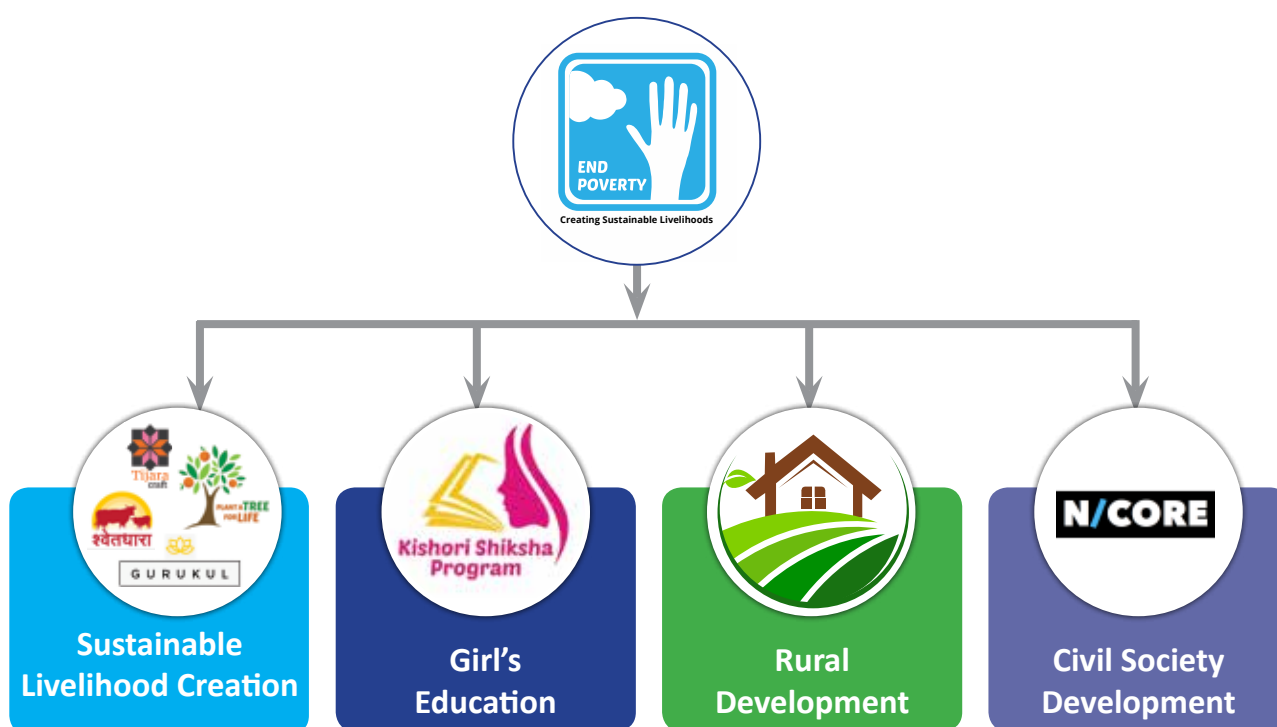 END
POVERTY
Creating Sustainable Livelihoods
Tijara
craft
PLANT A TREE
FOR LIFE
श्वेतधारा
GURUKUL
Kishori Shiksha
Program
N/CORE
Sustainable
Livelihood Creation
Girl's
Education
Rural
Development
Civil Society
Development